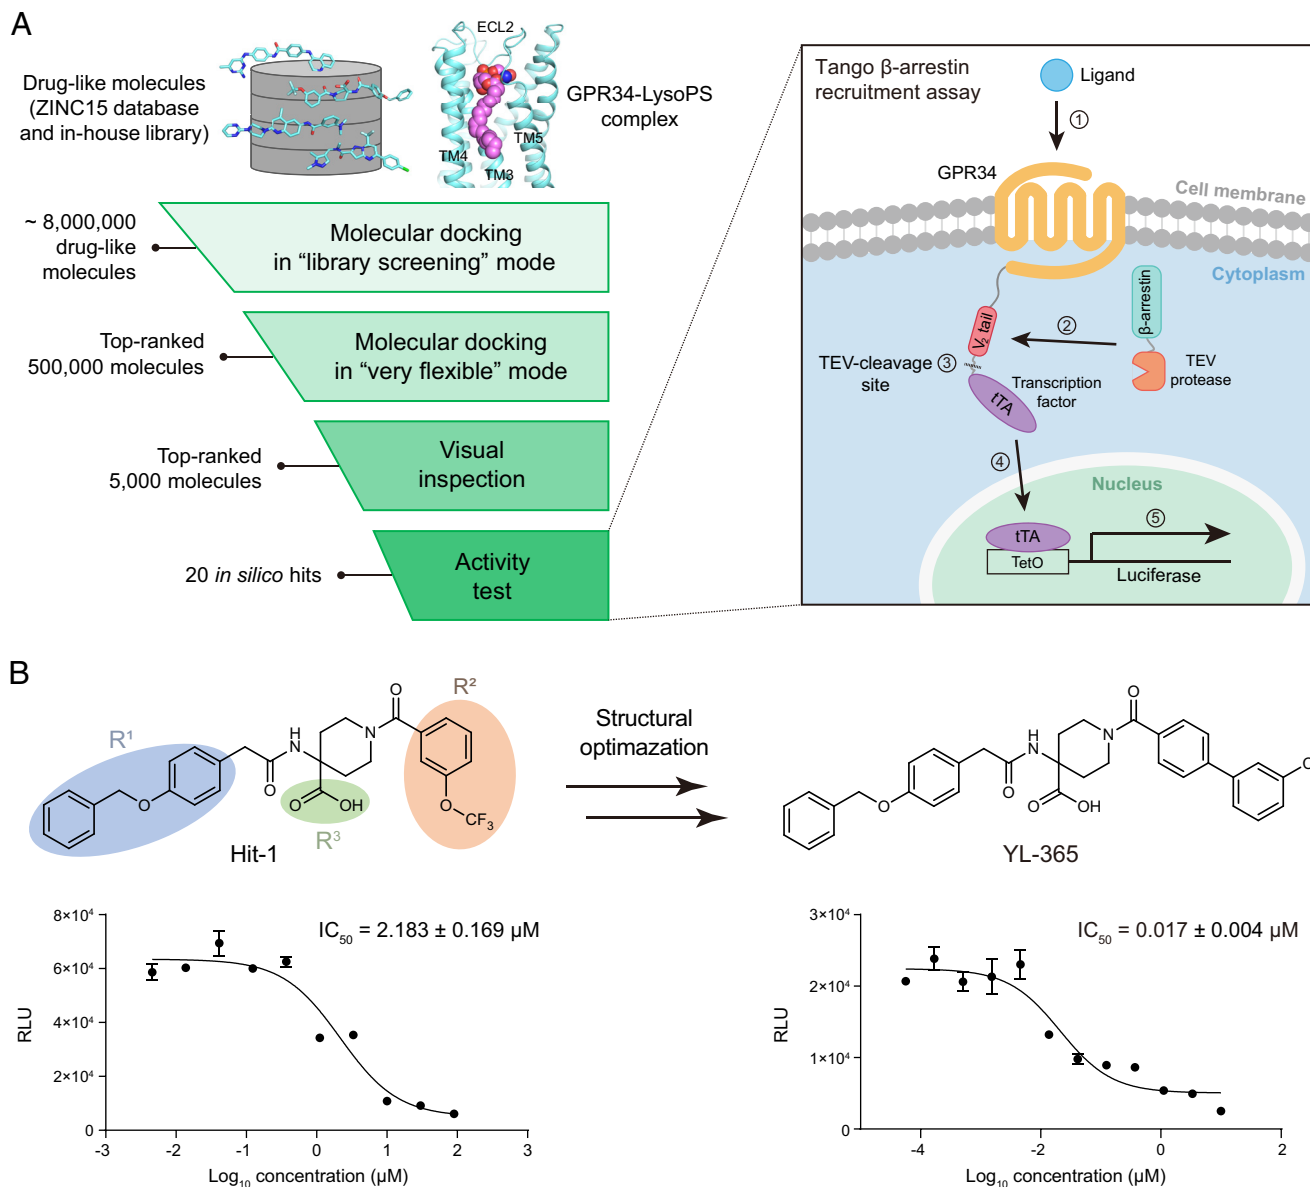 A
Drug-like molecules
(ZINC15 database
and in-house library)
ECL2
TM4
TM5
TM3
GPR34-LysoPS
complex
~ 8,000,000
drug-like
molecules
Molecular docking
in “library screening” mode
Top-ranked
500,000 molecules
Molecular docking
in “very flexible” mode
Top-ranked
5,000 molecules
Visual
inspection
20 in silico hits
Activity
test
Tango β-arrestin
recruitment assay
Ligand
①
GPR34
Cell membrane
Cytoplasm
β-arrestin
②
V2 tail
TEV-cleavage
site
③
TEV
protease
Transcription
factor
tTA
④
Nucleus
⑤
tTA
TetO
Luciferase
B
R¹
R²
R³
O
H
N
N
O
O
O
OH
O
CF₃
Hit-1
Structural
optimazation
O
H
N
N
O
O
O
OH
YL-365
8×10⁴
6×10⁴
4×10⁴
2×10⁴
0
RLU
IC₅₀ = 2.183 ± 0.169 µM
-3 -2 -1 0 1 2 3
Log₁₀ concentration (µM)
3×10⁴
2×10⁴
1×10⁴
0
RLU
IC₅₀ = 0.017 ± 0.004 µM
-4 -2 0 2
Log₁₀ concentration (µM)